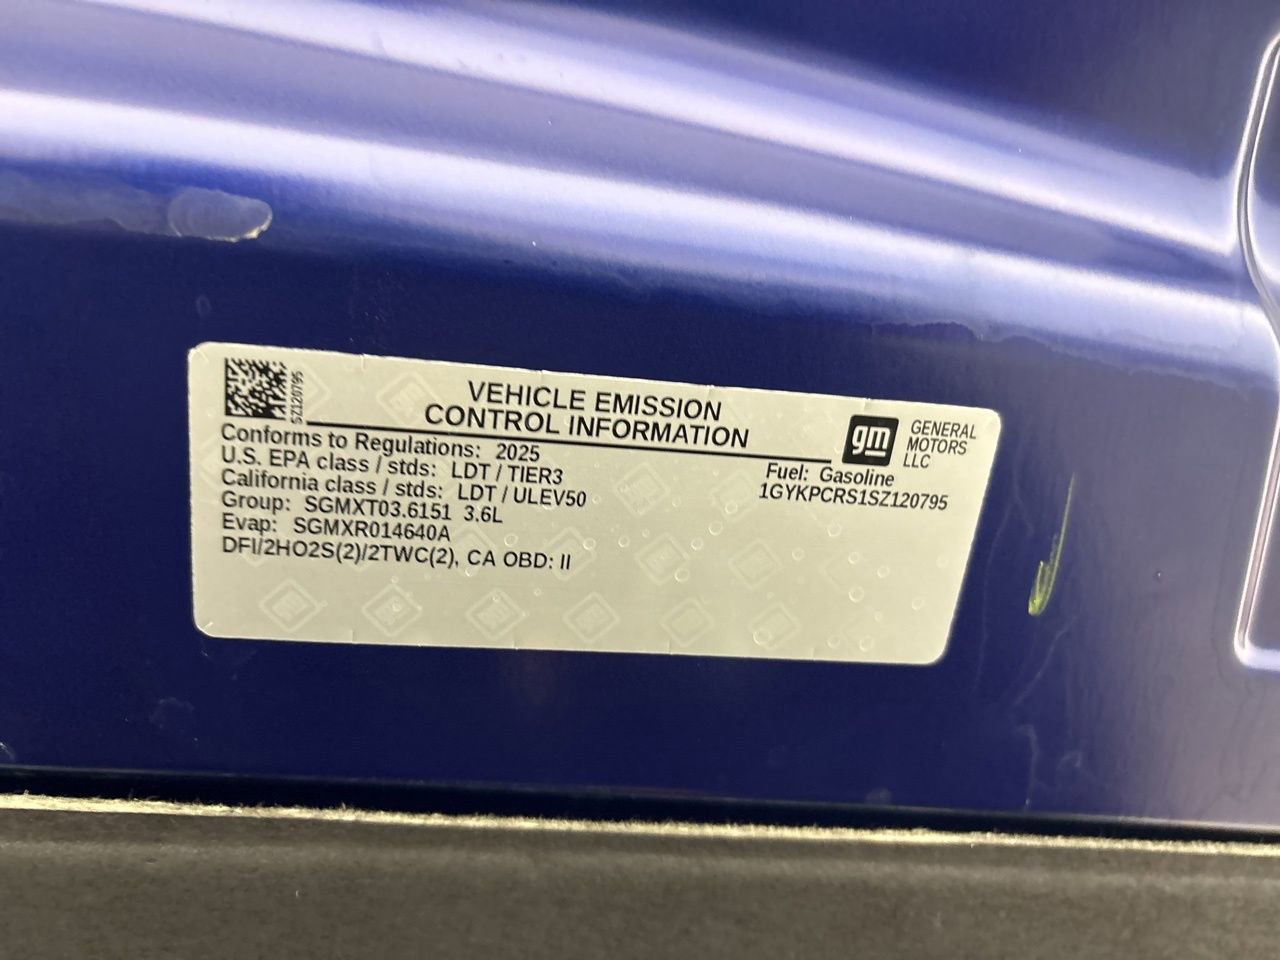 SZ120795
VEHICLE EMISSION
CONTROL INFORMATION
gm
GENERAL
MOTORS
LLC
Conforms to Regulations: 2025
U.S. EPA class / stds: LDT / TIER3
California class / stds: LDT / ULEV50
Group: SGMXT03.6151 3.6L
Evap: SGMXR014640A
DFI/2HO2S(2)/2TWC(2), CA OBD: II
Fuel: Gasoline
1GYKPCRS1SZ120795